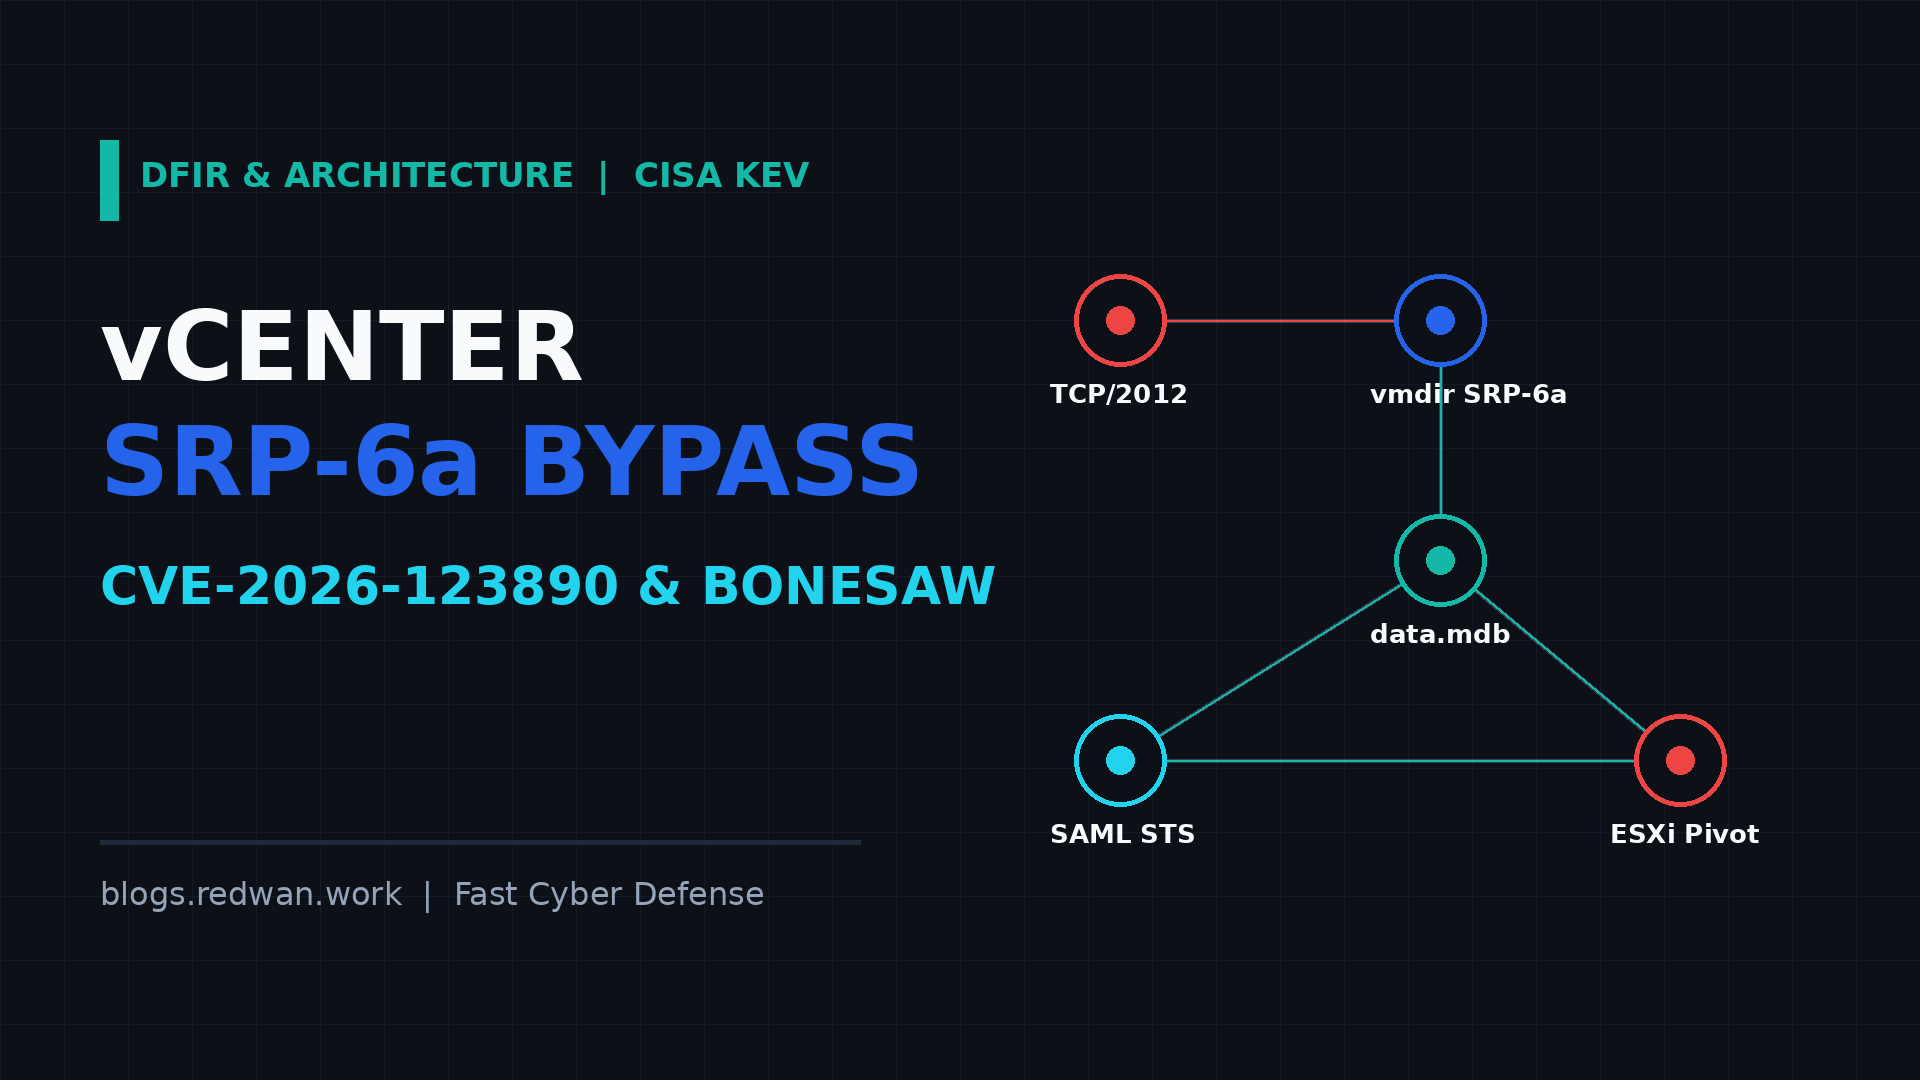 DFIR & ARCHITECTURE | CISA KEV
vCENTER
SRP-6a BYPASS
CVE-2026-123890 & BONESAW
TCP/2012
vmdir SRP-6a
data.mdb
SAML STS
ESXi Pivot
blogs.redwan.work | Fast Cyber Defense